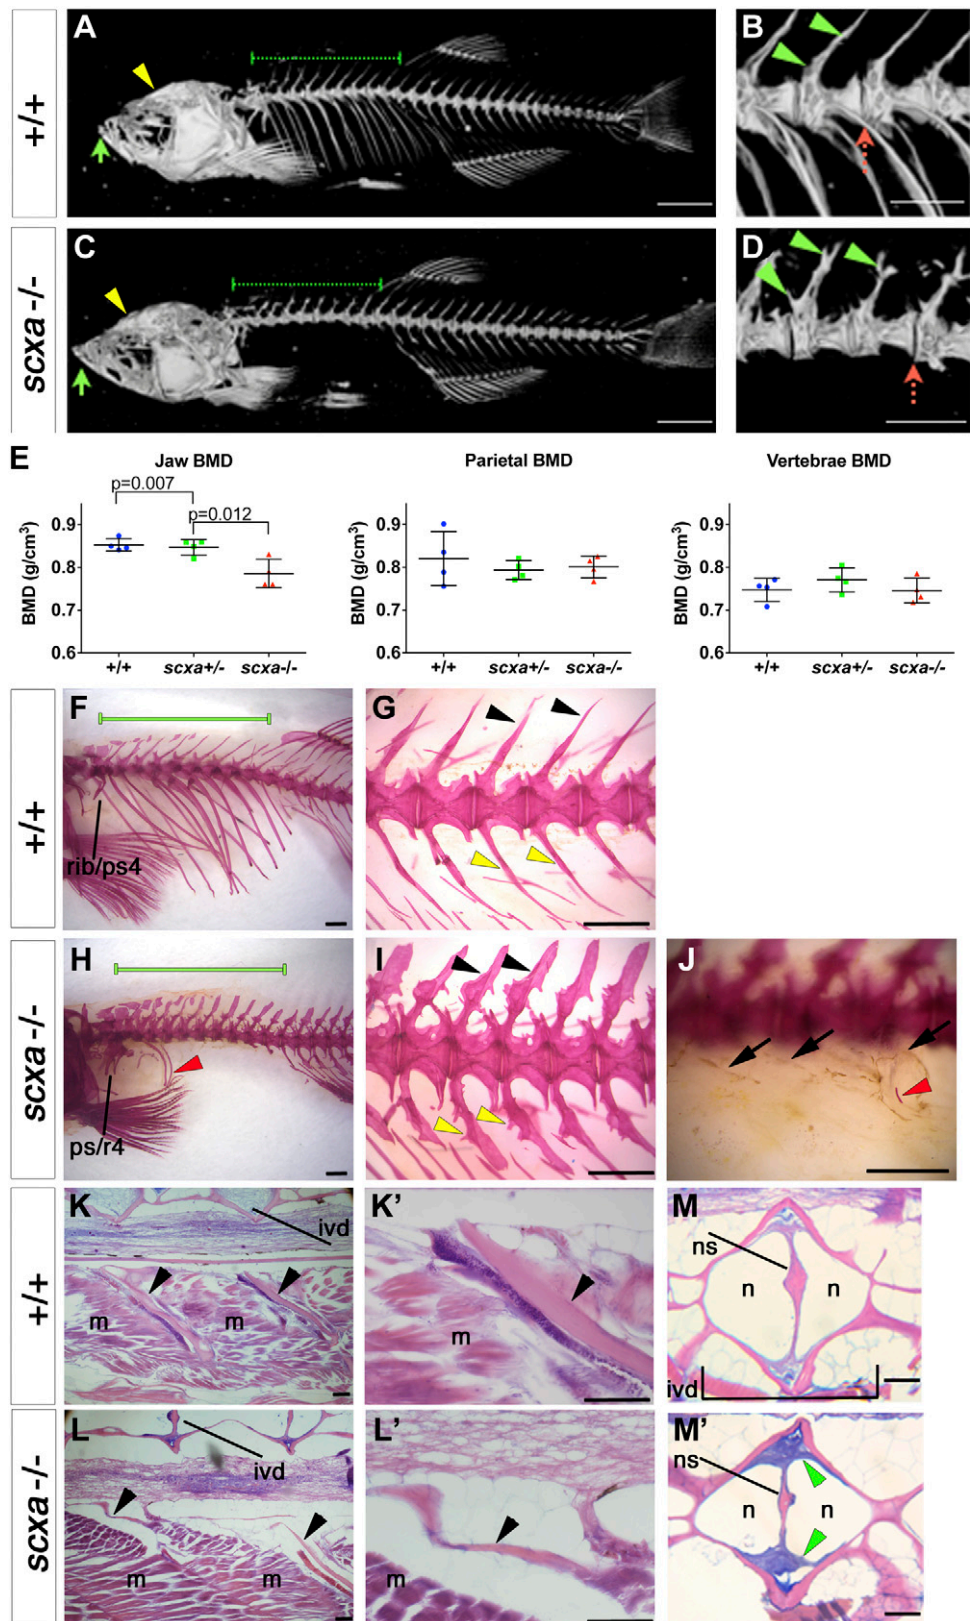 A
B
+/+
C
D
scxa -/-
E
Jaw BMD
Parietal BMD
Vertebrae BMD
p=0.007
p=0.012
BMD (g/cm³)
0.9
0.8
0.7
0.6
+/+
scxa+/-
scxa-/-
BMD (g/cm³)
0.9
0.8
0.7
0.6
+/+
scxa+/-
scxa-/-
BMD (g/cm³)
0.9
0.8
0.7
0.6
+/+
scxa+/-
scxa-/-
F
G
+/+
rib/ps4
H
I
J
scxa -/-
ps/r4
K
ivd
m
m
K'
m
M
ns
n
n
ivd
+/+
L
ivd
m
m
L'
m
M'
ns
n
n
scxa -/-